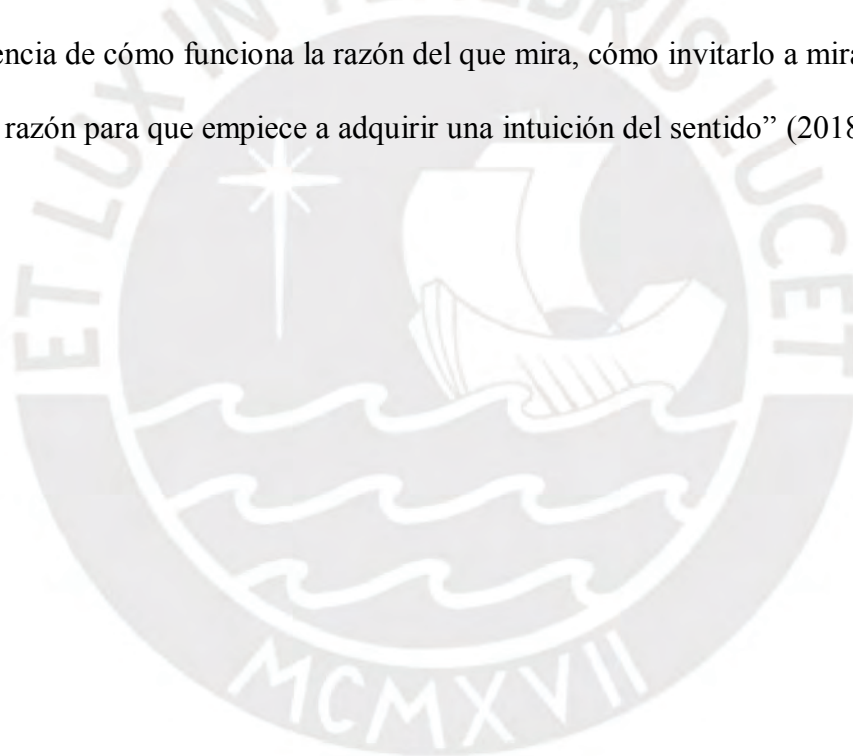 encia de cómo funciona la razón del que mira, cómo invitarlo a mira
razón para que empiece a adquirir una intuición del sentido” (2018
ET LUX IN TENEBRIS LUCET
MCMXVII